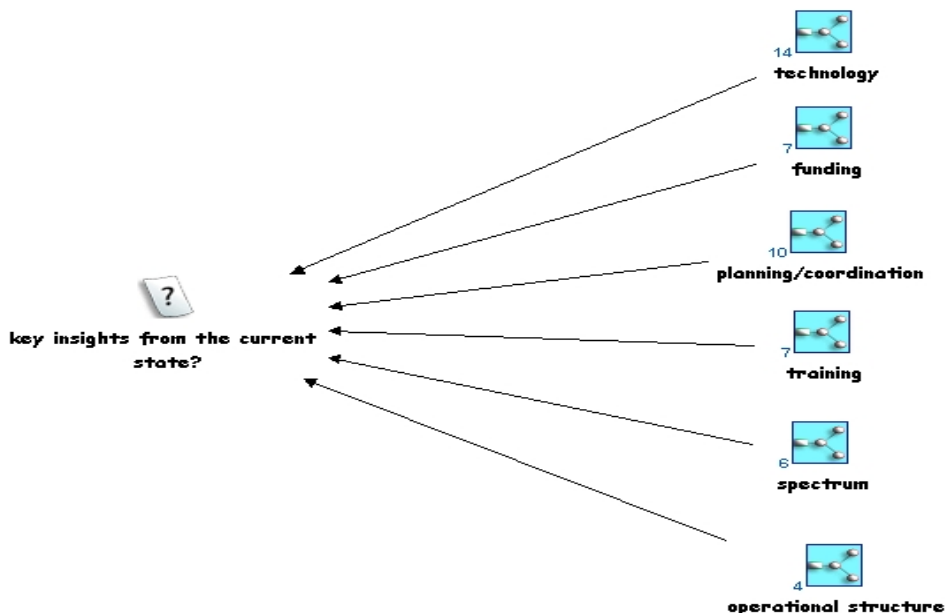 14
technology
7
funding
10
planning/coordination
?
key insights from the current
state?
7
training
6
spectrum
4
operational structure